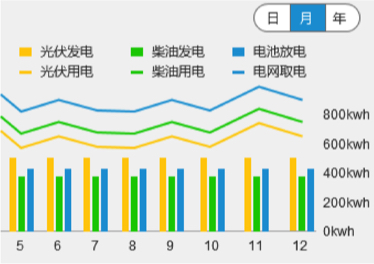 日 月 年
光伏发电 柴油发电 电池放电
光伏用电 柴油用电 电网取电
800kwh
600kwh
400kwh
200kwh
0kwh
5 6 7 8 9 10 11 12